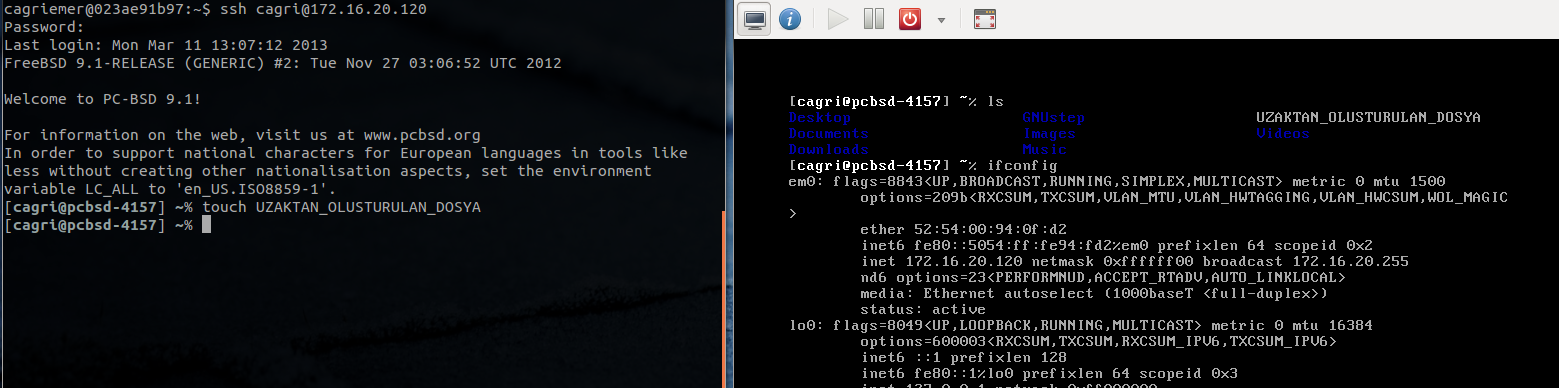 cagriemer@023ae91b97:~$ ssh cagri@172.16.20.120
Password:
Last login: Mon Mar 11 13:07:12 2013
FreeBSD 9.1-RELEASE (GENERIC) #2: Tue Nov 27 03:06:52 UTC 2012
Welcome to PC-BSD 9.1!
For information on the web, visit us at www.pcbsd.org
In order to support national characters for European languages in tools like
less without creating other nationalisation aspects, set the environment
variable LC_ALL to 'en_US.ISO8859-1'.
[cagri@pcbsd-4157] ~% touch UZAKTAN_OLUSTURULAN_DOSYA
[cagri@pcbsd-4157] ~%
[cagri@pcbsd-4157] ~% ls
Desktop GNUstep UZAKTAN_OLUSTURULAN_DOSYA
Documents Images Videos
Downloads Music
[cagri@pcbsd-4157] ~% ifconfig
em0: flags=8843<UP,BROADCAST,RUNNING,SIMPLEX,MULTICAST> metric 0 mtu 1500
options=209b<RXCSUM,TXCSUM,VLAN_MTU,VLAN_HWTAGGING,VLAN_HWCSUM,WOL_MAGIC
>
ether 52:54:00:94:0f:d2
inet6 fe80::5054:ff:fe94:fd2%em0 prefixlen 64 scopeid 0x2
inet 172.16.20.120 netmask 0xffffff00 broadcast 172.16.20.255
nd6 options=23<PERFORMNUD,ACCEPT_RTADV,AUTO_LINKLOCAL>
media: Ethernet autoselect (1000baseT <full-duplex>)
status: active
lo0: flags=8049<UP,LOOPBACK,RUNNING,MULTICAST> metric 0 mtu 16384
options=600003<RXCSUM,TXCSUM,RXCSUM_IPV6,TXCSUM_IPV6>
inet6 ::1 prefixlen 128
inet6 fe80::1%lo0 prefixlen 64 scopeid 0x3
inet 127.0.0.1 netmask 0xff000000